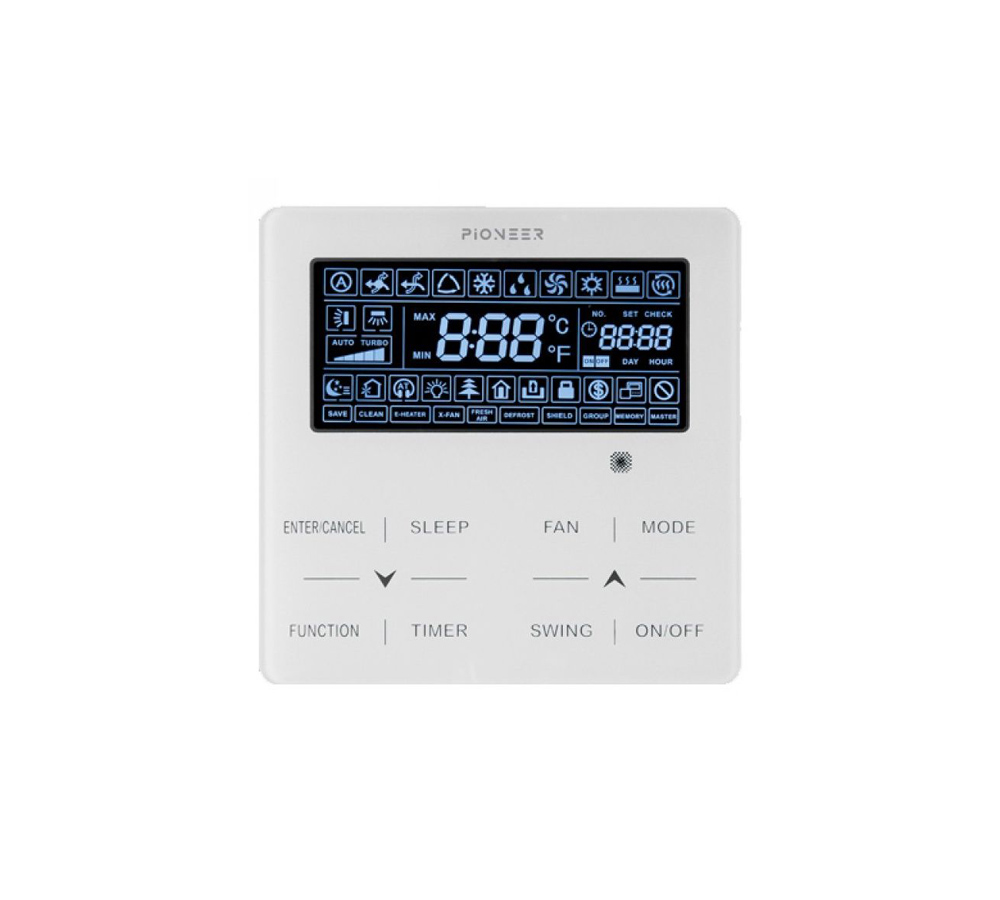 PiONEER
A
MAX 8:88 °C NO. SET CHECK
MIN °F 88:88
AUTO TURBO ON OFF DAY HOUR
AT $
SAVE CLEAN E-HEATER X-FAN FRESH AIR DEFROST SHIELD GROUP MEMORY MASTER
ENTER/CANCEL SLEEP FAN MODE
FUNCTION TIMER SWING ON/OFF